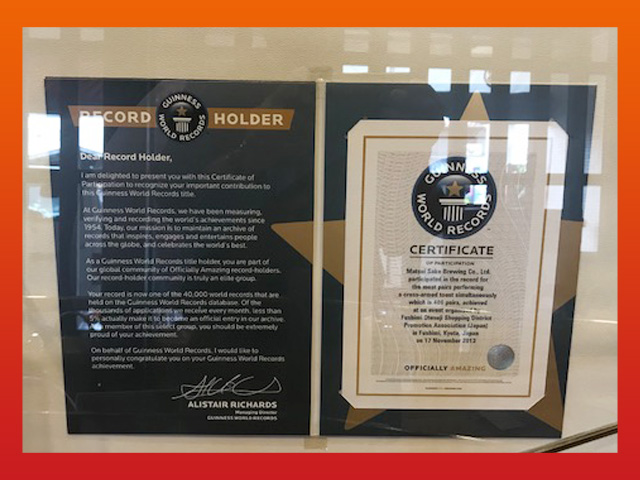 RECORD HOLDER
GUINNESS
WORLD RECORDS
Dear Record Holder,
I am delighted to present you with this Certificate of
Participation to recognize your important contribution to
this Guinness World Records title.
At Guinness World Records, we have been measuring,
verifying and recording the world's achievements since
1954. Today, our mission is to maintain an archive of
records that inspires, engages and entertains people
across the globe, and celebrates the world's best.
As a Guinness World Records title holder, you are part of
our global community of Officially Amazing record-holders.
Our record-holder community is truly an elite group.
Your record is now one of the 40,000 world records that are
held on the Guinness World Records database. Of the
thousands of applications we receive every month, less than
5% actually make it to become an official entry in our archive.
As a member of this select group, you should be extremely
proud of your achievement.
On behalf of Guinness World Records, I would like to
personally congratulate you on your Guinness World Records
achievement.
ALISTAIR RICHARDS
Managing Director
GUINNESS WORLD RECORDS
GUINNESS
WORLD RECORDS
CERTIFICATE
OF PARTICIPATION
Matsui Sake Brewing Co., Ltd.
participated in the record for
the most pairs performing
a cross-armed toast simultaneously
which is 400 pairs, achieved
at an event organized by
Fushimi Shopping District
Promotion Association (Japan)
in Fushimi, Kyoto, Japan
on 17 November 2013
OFFICIALLY AMAZING